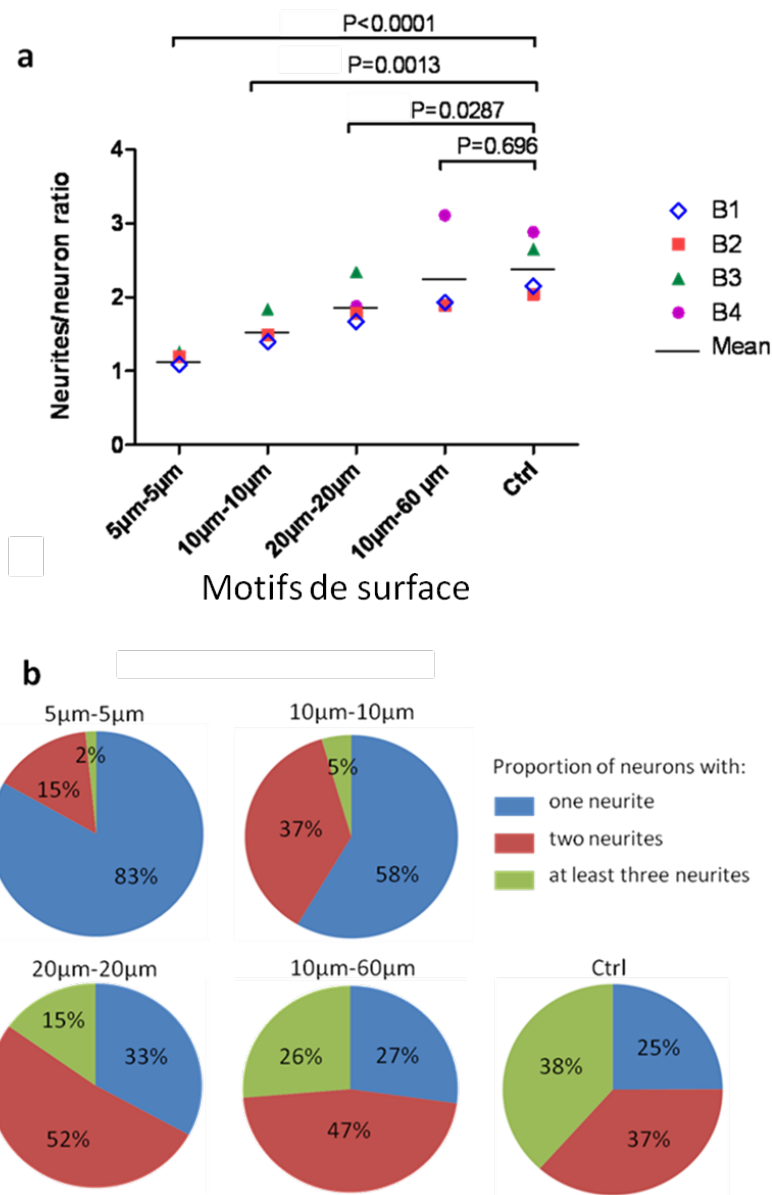 a
P<0.0001
P=0.0013
P=0.0287
P=0.696
Neurites/neuron ratio
4
3
2
1
0
5µm-5µm
10µm-10µm
20µm-20µm
10µm-60 µm
Ctrl
Motifs de surface
B1
B2
B3
B4
Mean
b
5µm-5µm
2%
15%
83%
10µm-10µm
5%
37%
58%
Proportion of neurons with:
one neurite
two neurites
at least three neurites
20µm-20µm
15%
33%
52%
10µm-60µm
26%
27%
47%
Ctrl
38%
25%
37%